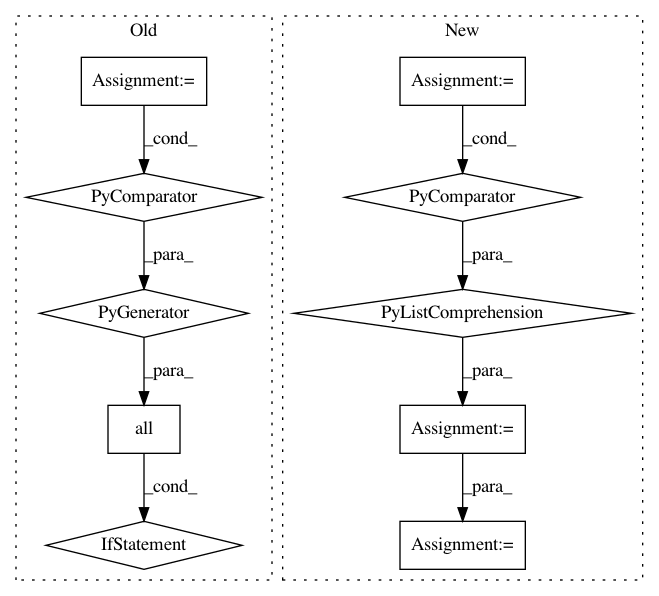 Old
New
Assignment:=
Assignment:=
_cond_
_cond_
PyComparator
PyComparator
_para_
_para_
PyGenerator
PyListComprehension
_para_
_para_
all
Assignment:=
_cond_
_para_
IfStatement
Assignment:=